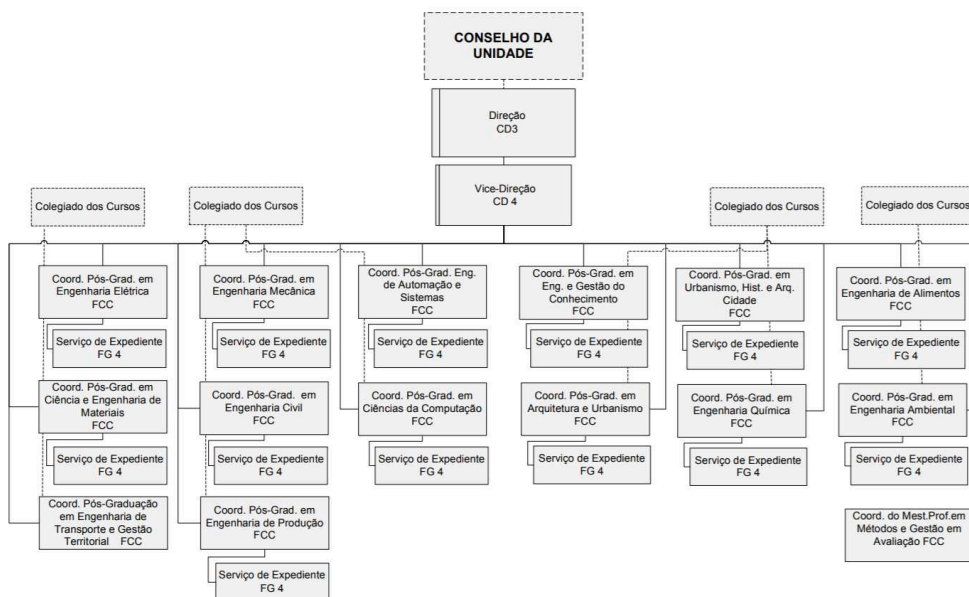 CONSELHO DA
UNIDADE
Direção
CD3
Vice-Direção
CD 4
Colegiado dos Cursos
Colegiado dos Cursos
Colegiado dos Cursos
Colegiado dos Cursos
Coord. Pós-Grad. em
Engenharia Elétrica
FCC
Coord. Pós-Grad. em
Engenharia Mecânica
FCC
Coord. Pós-Grad. Eng.
de Automação e
Sistemas
FCC
Coord. Pós-Grad. em
Eng. e Gestão do
Conhecimento
FCC
Coord. Pós-Grad. em
Urbanismo, Hist. e Arq.
Cidade
FCC
Coord. Pós-Grad. em
Engenharia de Alimentos
FCC
Serviço de Expediente
FG 4
Serviço de Expediente
FG 4
Serviço de Expediente
FG 4
Serviço de Expediente
FG 4
Serviço de Expediente
FG 4
Serviço de Expediente
FG 4
Coord. Pós-Grad. em
Ciência e Engenharia de
Materiais
FCC
Coord. Pós-Grad. em
Engenharia Civil
FCC
Coord. Pós-Grad. em
Ciências da Computação
FCC
Coord. Pós-Grad. em
Arquitetura e Urbanismo
FCC
Coord. Pós-Grad. em
Engenharia Química
FCC
Coord. Pós-Grad. em
Engenharia Ambiental
FCC
Serviço de Expediente
FG 4
Serviço de Expediente
FG 4
Serviço de Expediente
FG 4
Serviço de Expediente
FG 4
Serviço de Expediente
FG 4
Serviço de Expediente
FG 4
Coord. Pós-Graduação
em Engenharia de
Transporte e Gestão
Territorial FCC
Coord. Pós-Grad. em
Engenharia de Produção
FCC
Coord. do Mest.Prof.em
Métodos e Gestão em
Avaliação FCC
Serviço de Expediente
FG 4